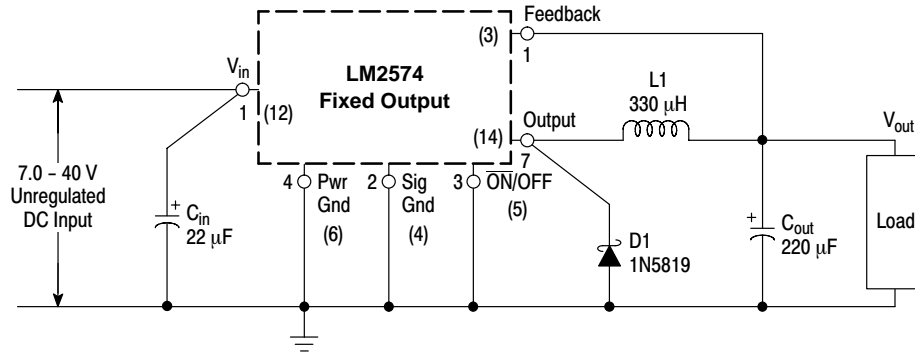 Feedback
(3)
1
V_in
LM2574
Fixed Output
1
(12)
L1
330 μH
Output
(14)
7
V_out
7.0 – 40 V
Unregulated
DC Input
4
Pwr
Gnd
(6)
2
Sig
Gnd
(4)
3
O̅N̅/OFF
(5)
+
C_in
22 μF
D1
1N5819
+
C_out
220 μF
Load